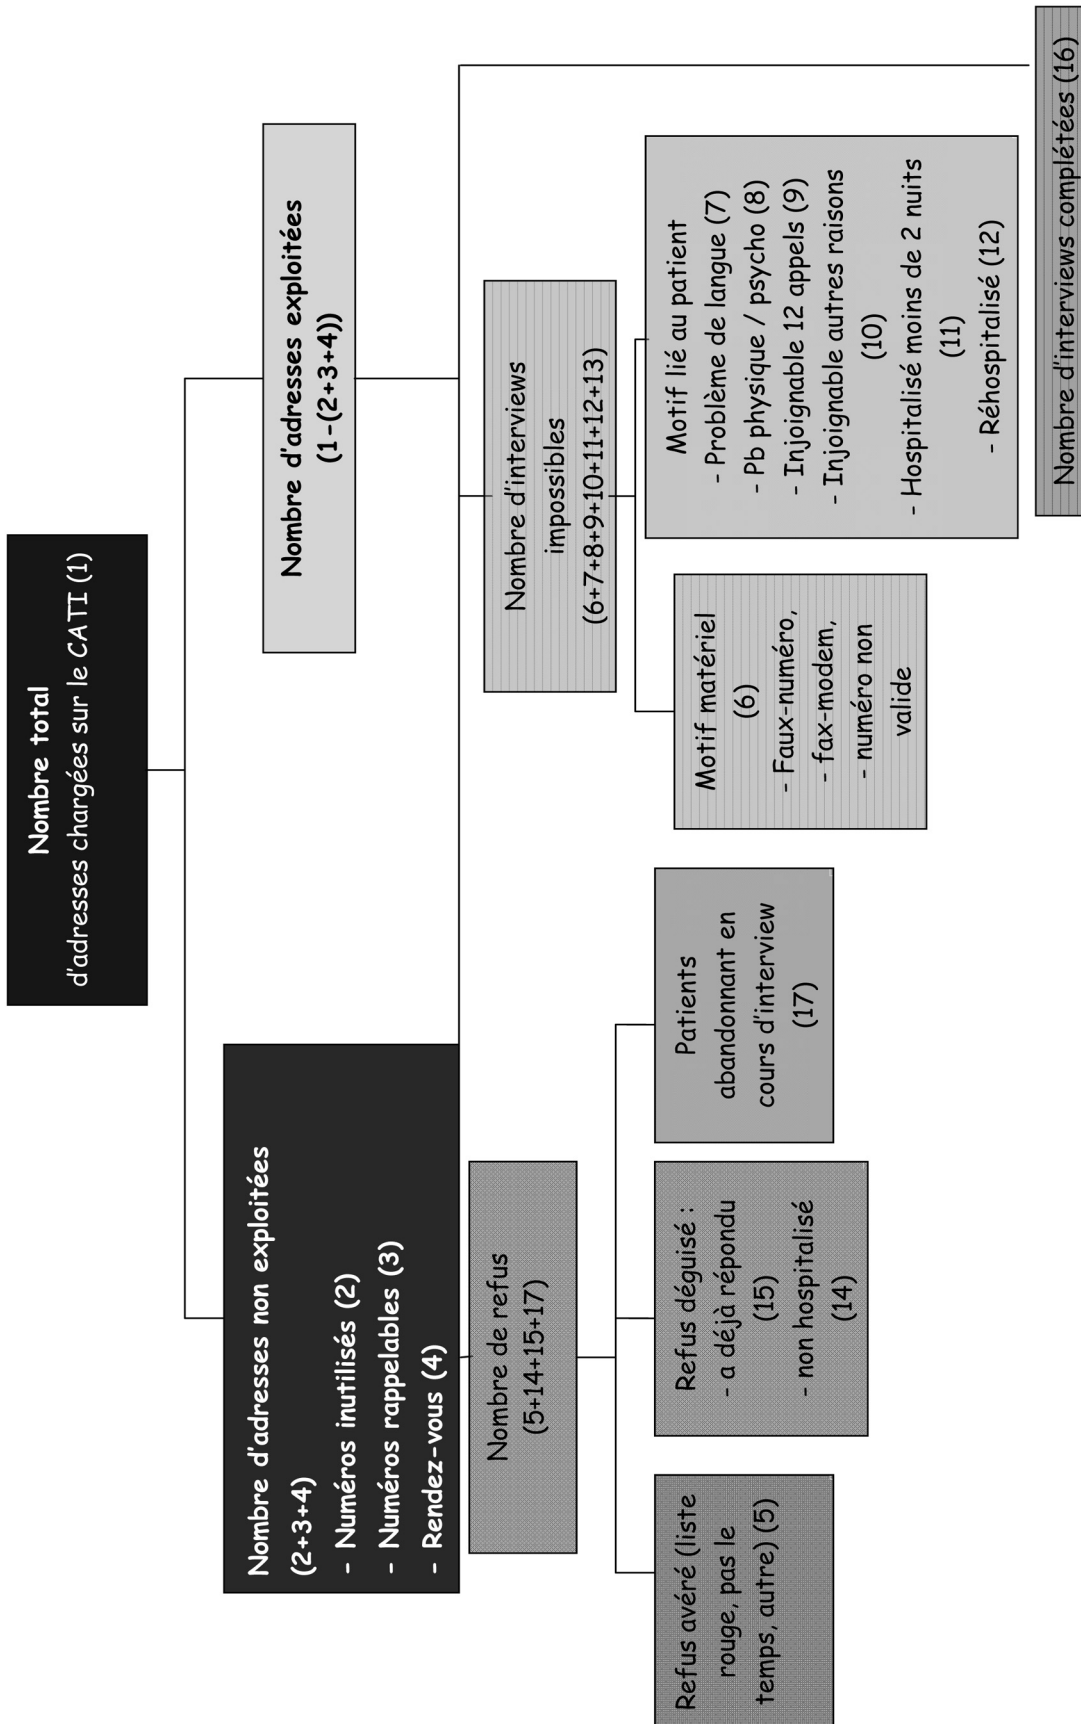 Nombre total
d'adresses chargées sur le CATI (1)
Nombre d'adresses non exploitées
(2+3+4)
- Numéros inutilisés (2)
- Numéros rappelables (3)
- Rendez-vous (4)
Nombre d'adresses exploitées
(1-(2+3+4))
Nombre de refus
(5+14+15+17)
Nombre d'interviews
impossibles
(6+7+8+9+10+11+12+13)
Refus avéré (liste
rouge, pas le
temps, autre) (5)
Refus déguisé :
- a déjà répondu
(15)
- non hospitalisé
(14)
Patients
abandonnant en
cours d'interview
(17)
Motif matériel
(6)
- Faux-numéro,
- fax-modem,
- numéro non
valide
Motif lié au patient
- Problème de langue (7)
- Pb physique / psycho (8)
- Injoignable 12 appels (9)
- Injoignable autres raisons
(10)
- Hospitalisé moins de 2 nuits
(11)
- Réhospitalisé (12)
Nombre d'interviews complétées (16)